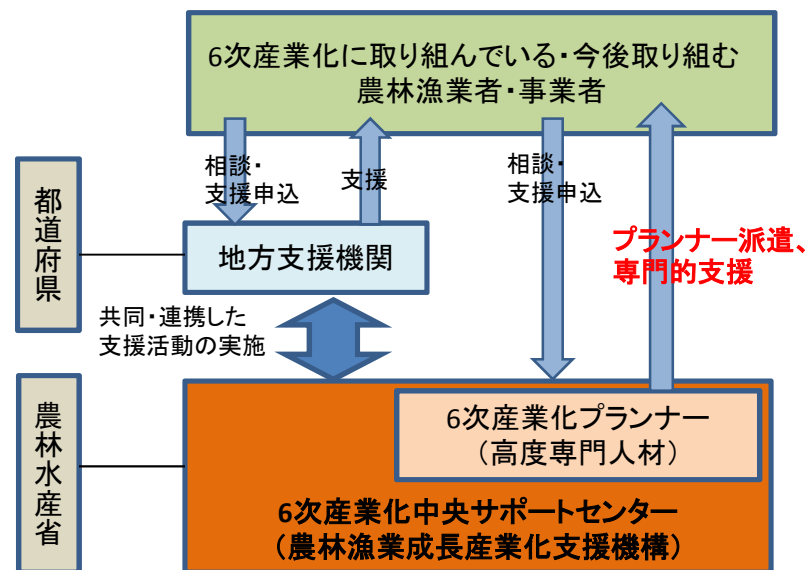 6次産業化に取り組んでいる・今後取り組む
農林漁業者・事業者
相談・
支援申込
支援
相談・
支援申込
プランナー派遣、
専門的支援
都道府県
地方支援機関
共同・連携した
支援活動の実施
農林水産省
6次産業化プランナー
（高度専門人材）
6次産業化中央サポートセンター
（農林漁業成長産業化支援機構）